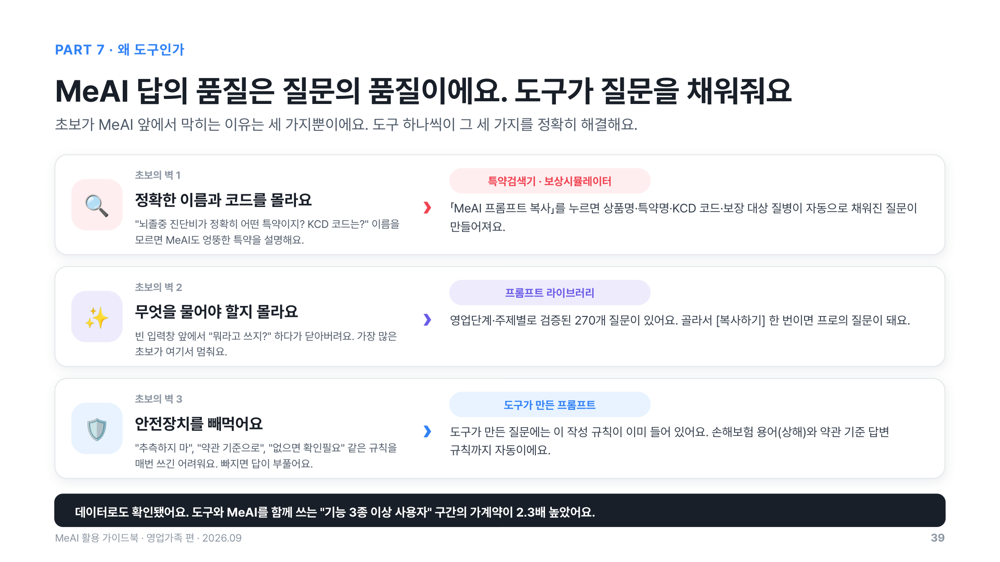 PART 7 · 왜 도구인가
MeAI 답의 품질은 질문의 품질이에요. 도구가 질문을 채워줘요
초보가 MeAI 앞에서 막히는 이유는 세 가지뿐이에요. 도구 하나씩이 그 세 가지를 정확히 해결해요.
초보의 벽 1
정확한 이름과 코드를 몰라요
"뇌졸중 진단비가 정확히 어떤 특약이지? KCD 코드는?" 이름을
모르면 MeAI도 엉뚱한 특약을 설명해요.
특약검색기 · 보상시뮬레이터
「MeAI 프롬프트 복사」를 누르면 상품명·특약명·KCD 코드·보장 대상 질병이 자동으로 채워진 질문이
만들어져요.
초보의 벽 2
무엇을 물어야 할지 몰라요
빈 입력창 앞에서 "뭐라고 쓰지?" 하다가 닫아버려요. 가장 많은
초보가 여기서 멈춰요.
프롬프트 라이브러리
영업단계·주제별로 검증된 270개 질문이 있어요. 골라서 [복사하기] 한 번이면 프로의 질문이 돼요.
초보의 벽 3
안전장치를 빼먹어요
"추측하지 마", "약관 기준으로", "없으면 확인필요" 같은 규칙을
매번 쓰긴 어려워요. 빠지면 답이 부풀어요.
도구가 만든 프롬프트
도구가 만든 질문에는 이 작성 규칙이 이미 들어 있어요. 손해보험 용어(상해)와 약관 기준 답변
규칙까지 자동이에요.
데이터로도 확인됐어요. 도구와 MeAI를 함께 쓰는 "기능 3종 이상 사용자" 구간의 가계약이 2.3배 높았어요.
MeAI 활용 가이드북 · 영업가족 편 · 2026.09
39